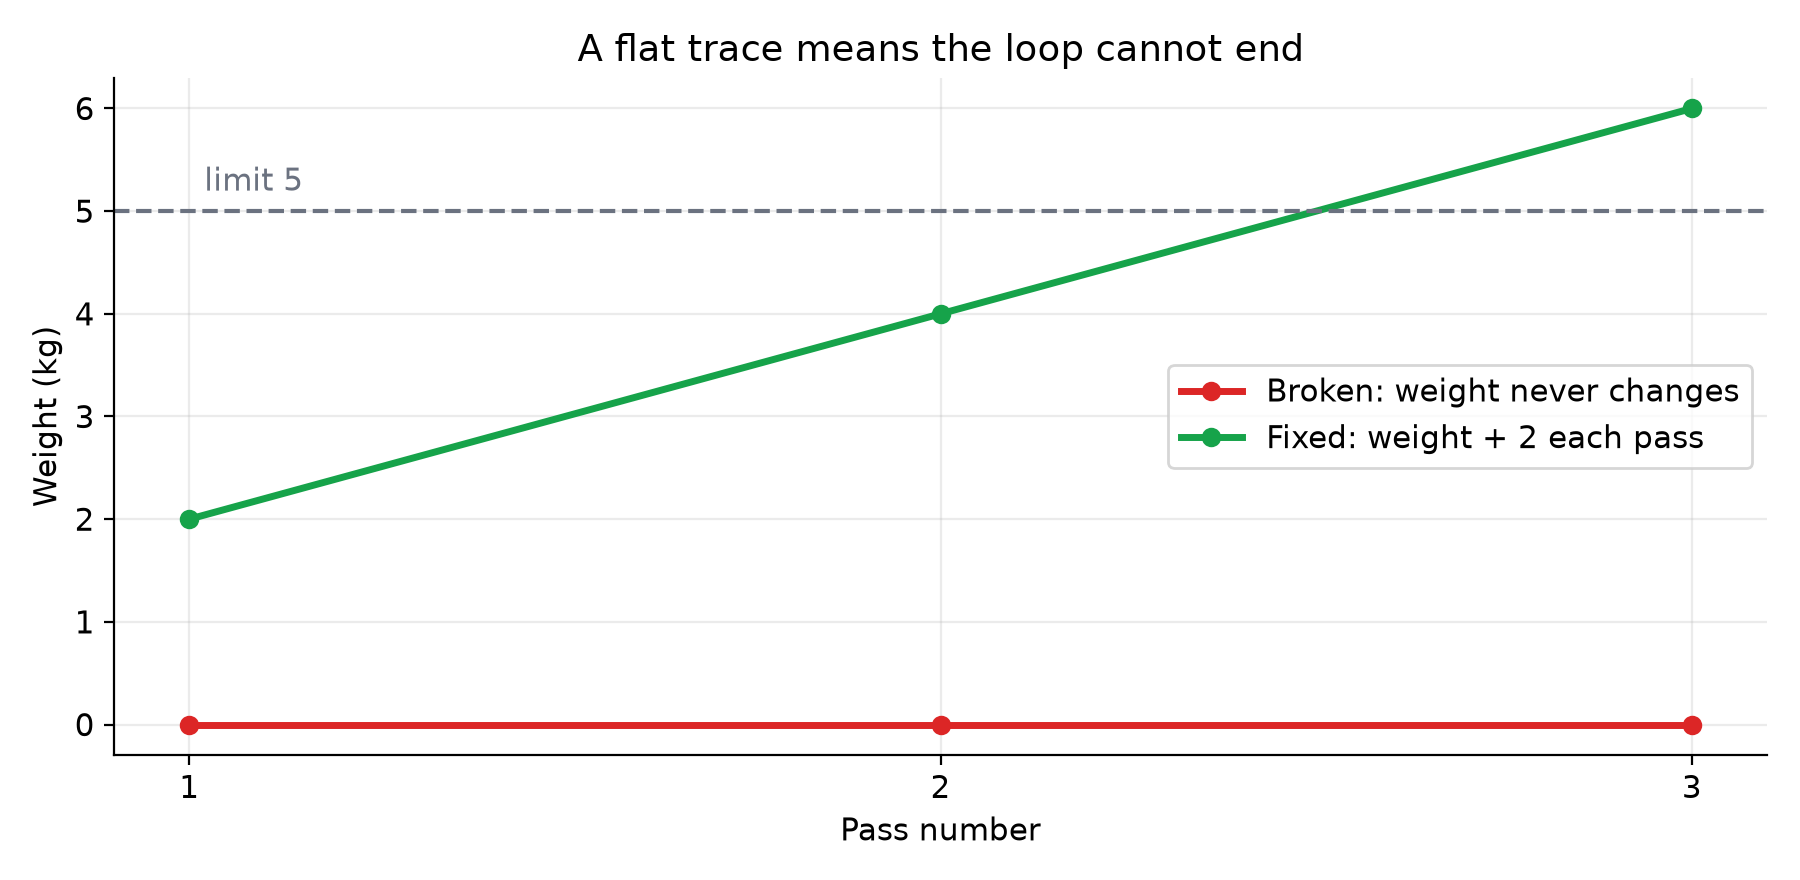 A flat trace means the loop cannot end
6
limit 5
5
4
Weight (kg)
3
Broken: weight never changes
Fixed: weight + 2 each pass
2
1
0
1 2 3
Pass number